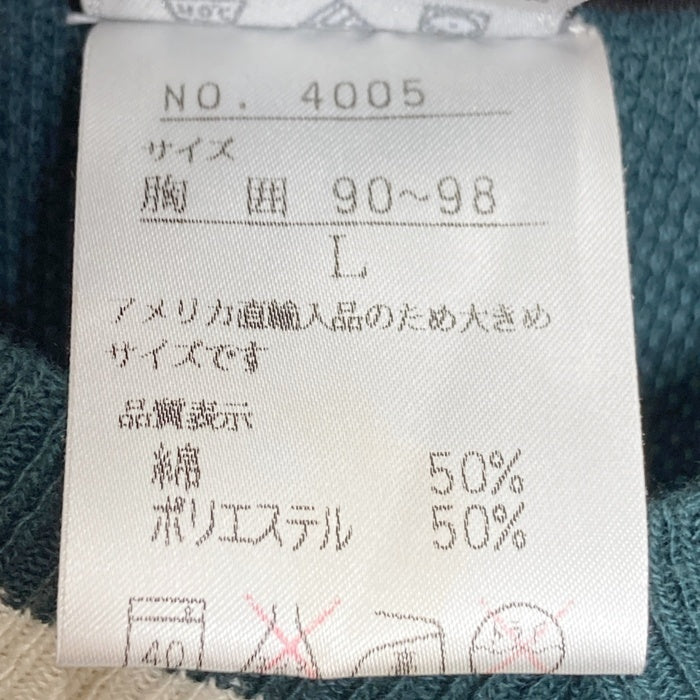 NO. 4005
サイズ
胸 囲 90~98
L
アメリカ直輸入品のため大きめ
サイズです
品質表示
綿 50%
ポリエステル 50%
40